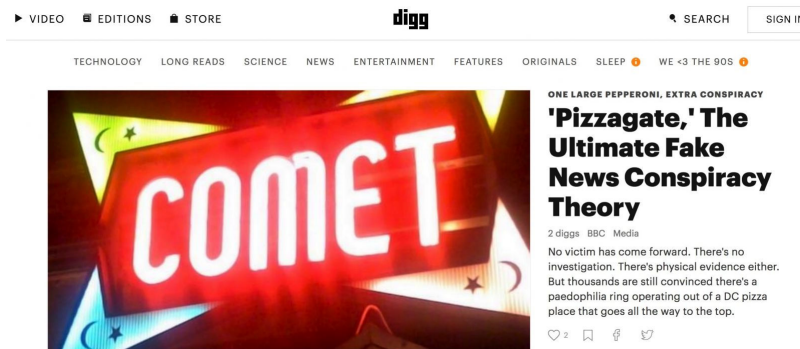 VIDEO EDITIONS STORE digg SEARCH SIGN IN
TECHNOLOGY LONG READS SCIENCE NEWS ENTERTAINMENT FEATURES ORIGINALS SLEEP WE <3 THE 90S
COMET
ONE LARGE PEPPERONI, EXTRA CONSPIRACY
'Pizzagate,' The
Ultimate Fake
News Conspiracy
Theory
2 diggs BBC Media
No victim has come forward. There's no
investigation. There's physical evidence either.
But thousands are still convinced there's a
paedophilia ring operating out of a DC pizza
place that goes all the way to the top.
2